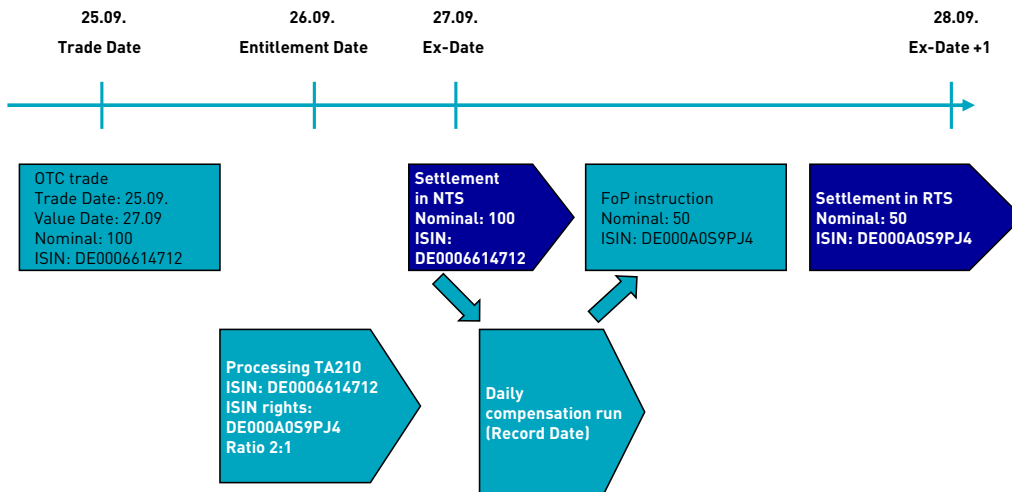 25.09.
Trade Date
26.09.
Entitlement Date
27.09.
Ex-Date
28.09.
Ex-Date +1
OTC trade
Trade Date: 25.09.
Value Date: 27.09
Nominal: 100
ISIN: DE0006614712
Settlement
in NTS
Nominal: 100
ISIN:
DE0006614712
FoP instruction
Nominal: 50
ISIN: DE000A0S9PJ4
Settlement in RTS
Nominal: 50
ISIN: DE000A0S9PJ4
Processing TA210
ISIN: DE0006614712
ISIN rights:
DE000A0S9PJ4
Ratio 2:1
Daily
compensation run
(Record Date)